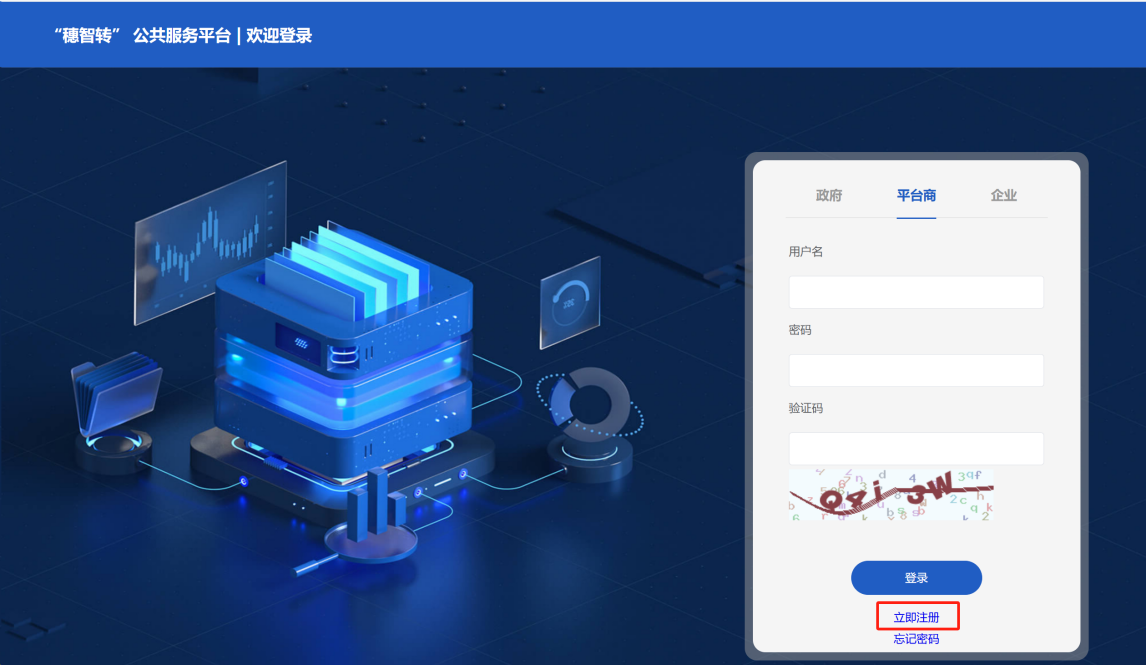 “穗智转” 公共服务平台 | 欢迎登录
政府 平台商 企业
用户名
密码
验证码
登录
立即注册
忘记密码